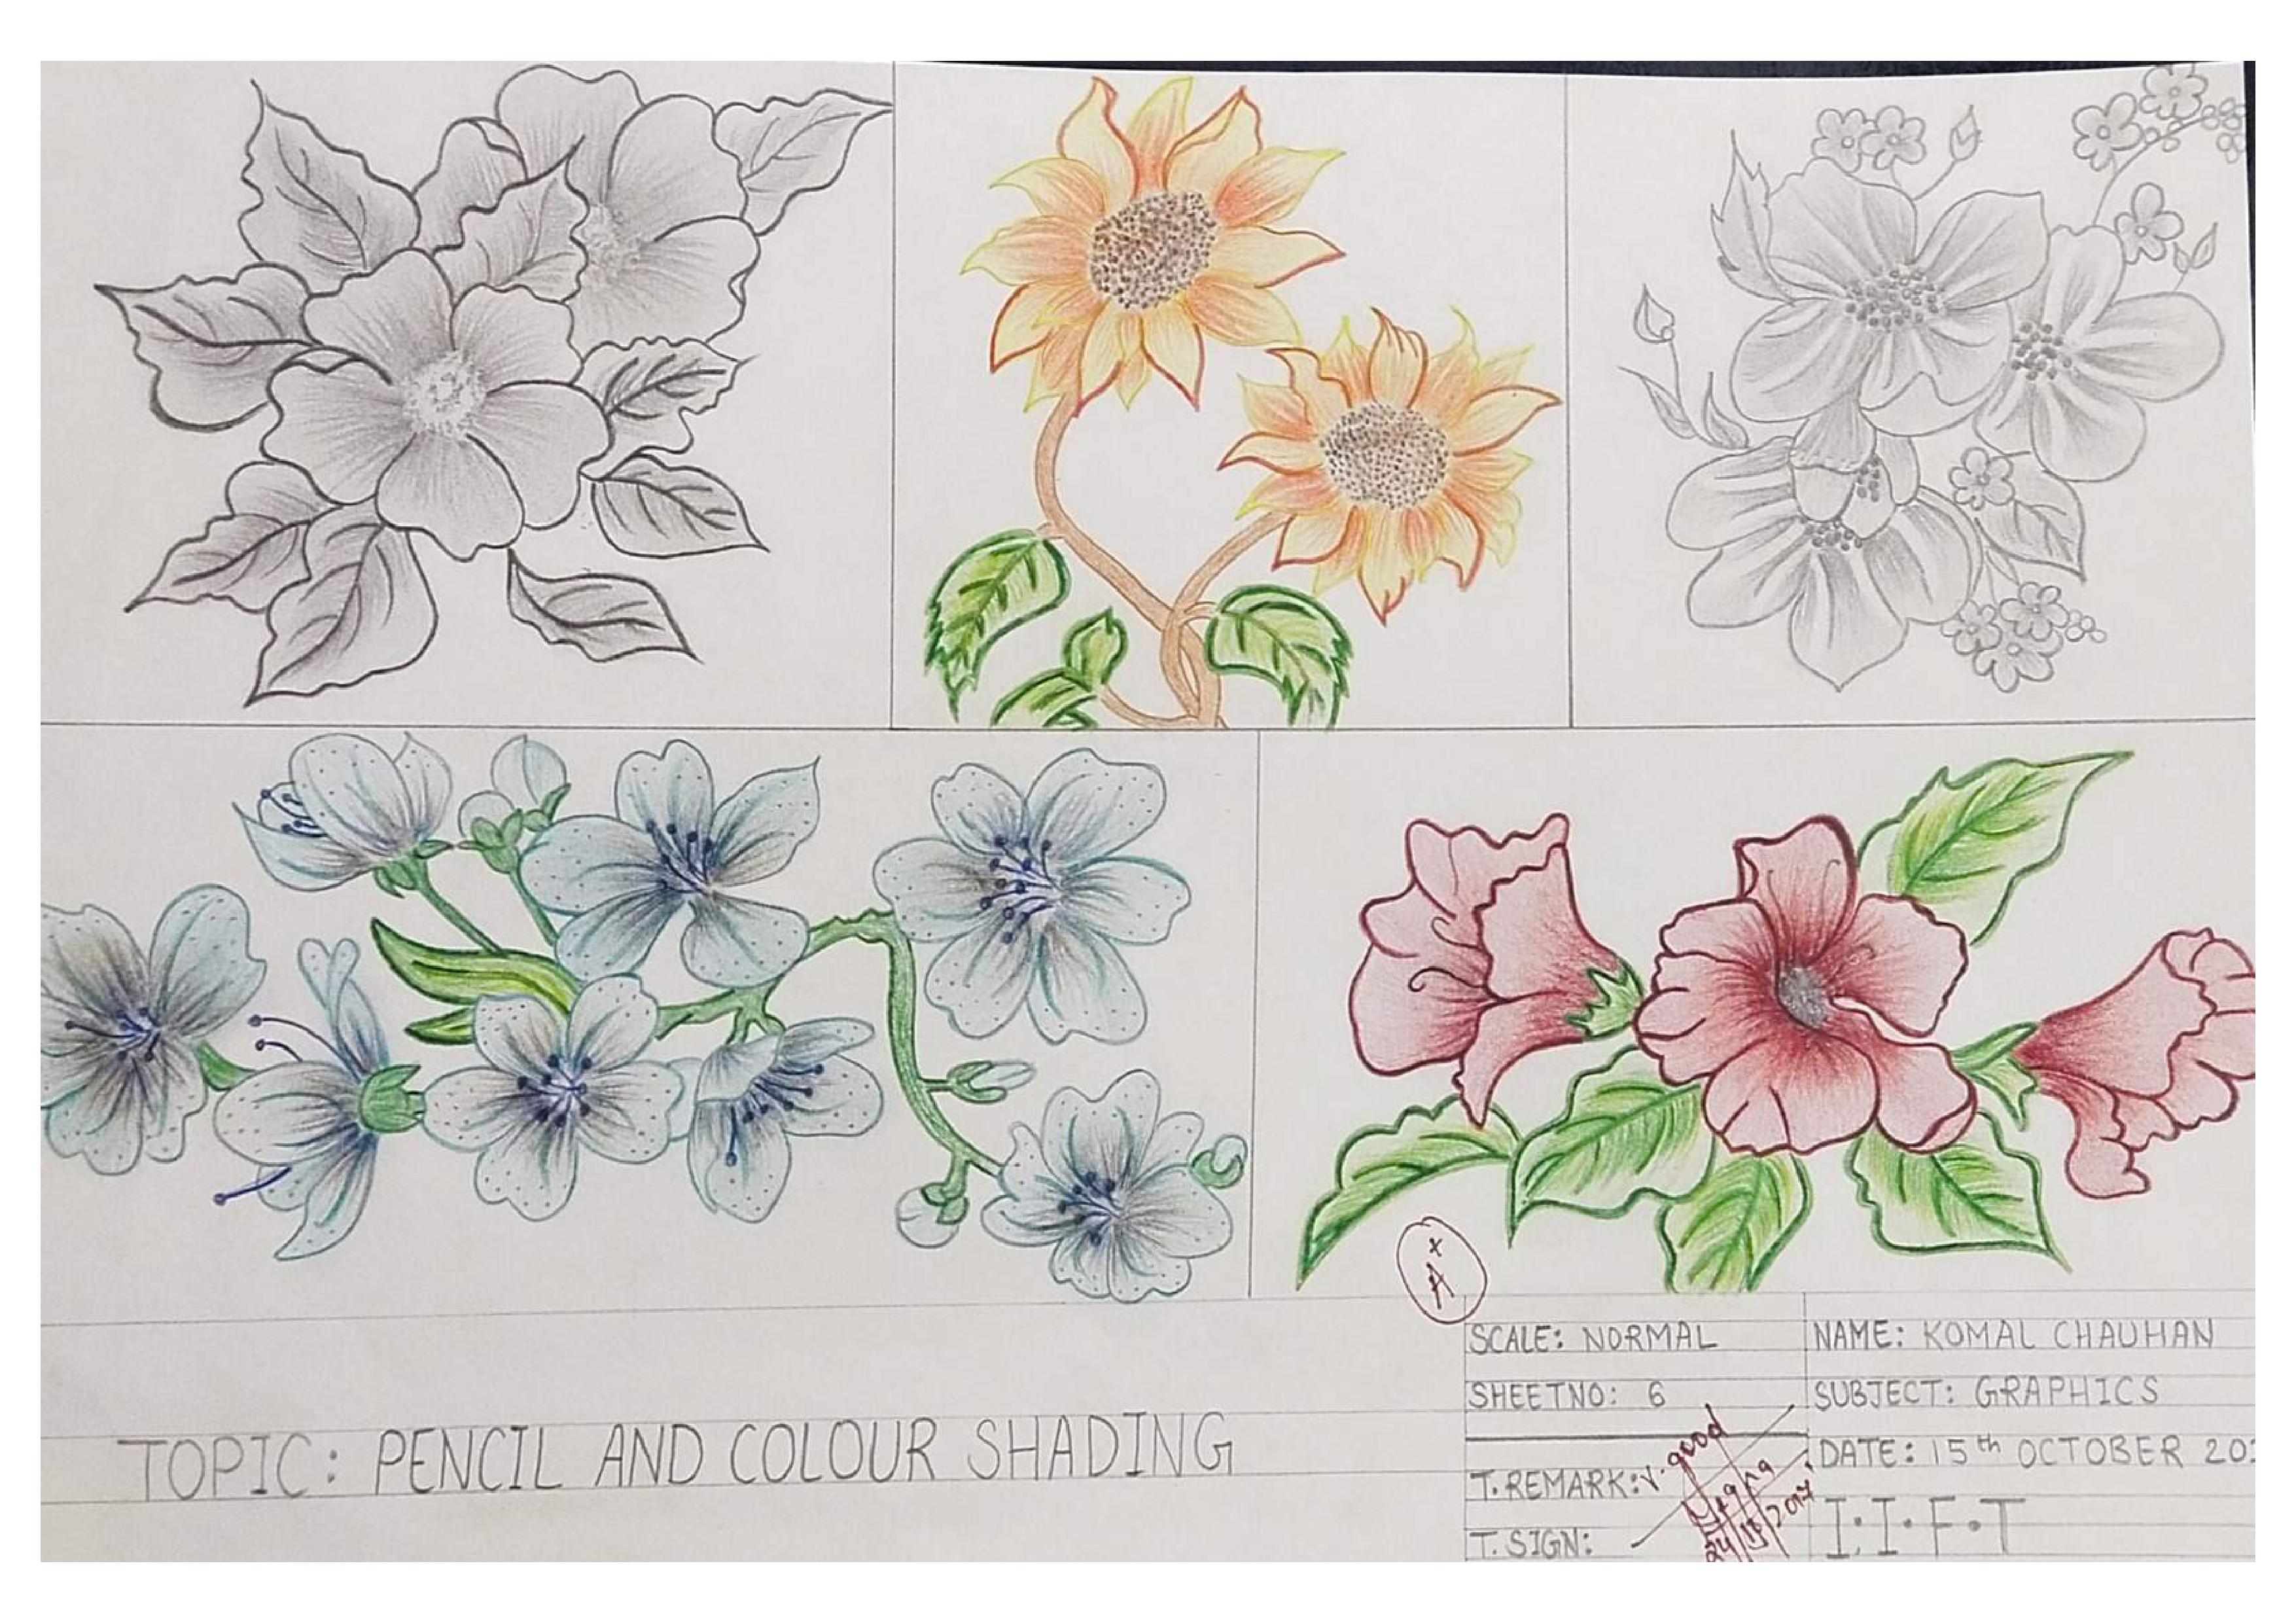 A+
SCALE: NORMAL
NAME: KOMAL CHAUHAN
SHEETNO: 6
SUBJECT: GRAPHICS
DATE: 15th OCTOBER 20
T. REMARK: V. good
T. SIGN:
I.I.F.T
TOPIC: PENCIL AND COLOUR SHADING